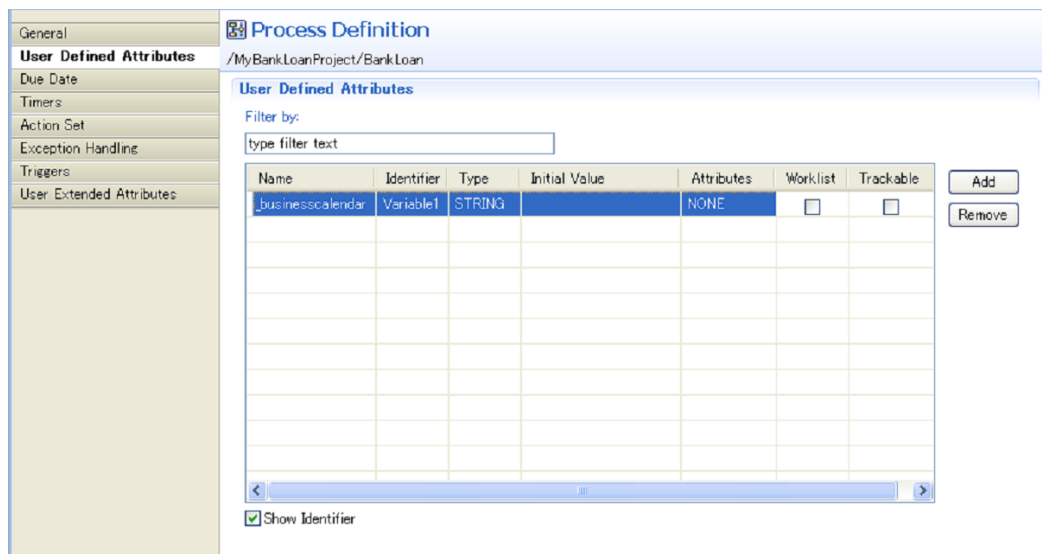 General
User Defined Attributes
Due Date
Timers
Action Set
Exception Handling
Triggers
User Extended Attributes
Process Definition
/MyBankLoanProject/BankLoan
User Defined Attributes
Filter by:
type filter text
Name Identifier Type Initial Value Attributes Worklist Trackable
_businesscalendar Variable1 STRING NONE
Add
Remove
Show Identifier